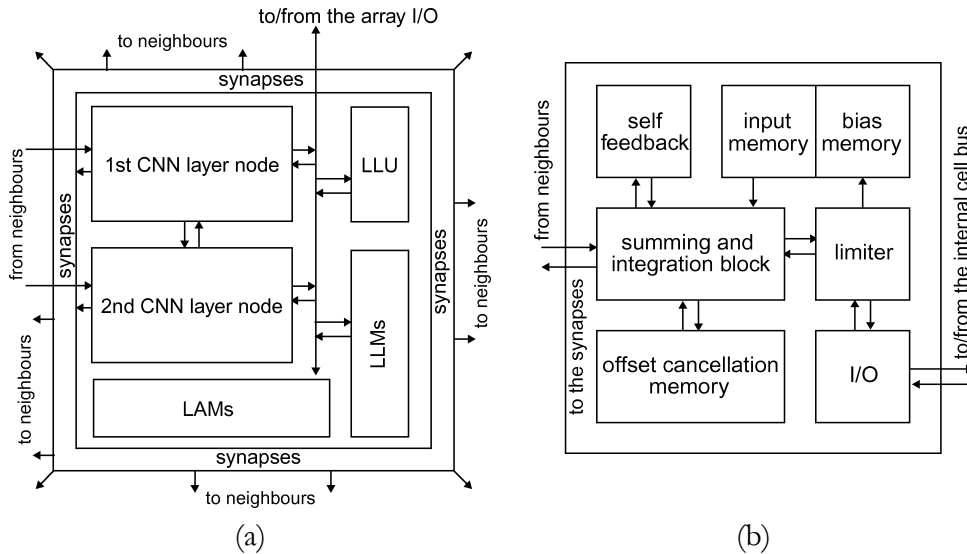 to/from the array I/O
to neighbours
synapses
1st CNN layer node
LLU
from neighbours
synapses
2nd CNN layer node
LLMs
synapses
to neighbours
to neighbours
LAMs
synapses
to neighbours
(a)
self
feedback
input
memory
bias
memory
from neighbours
summing and
integration block
limiter
to/from the internal cell bus
to the synapses
offset cancellation
memory
I/O
(b)